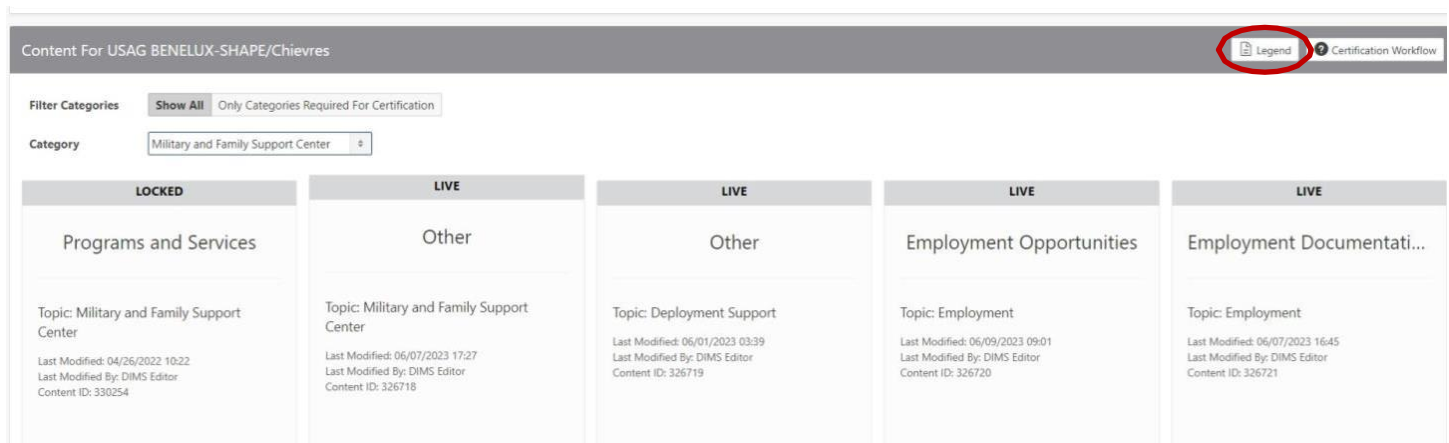 Content For USAG BENELUX-SHAPE/Chievres
Legend
Certification Workflow
Filter Categories
Show All
Only Categories Required For Certification
Category
Military and Family Support Center
LOCKED
Programs and Services
Topic: Military and Family Support
Center
Last Modified: 04/26/2022 10:22
Last Modified By: DIMS Editor
Content ID: 330254
LIVE
Other
Topic: Military and Family Support
Center
Last Modified: 06/07/2023 17:27
Last Modified By: DIMS Editor
Content ID: 326718
LIVE
Other
Topic: Deployment Support
Last Modified: 06/01/2023 03:39
Last Modified By: DIMS Editor
Content ID: 326719
LIVE
Employment Opportunities
Topic: Employment
Last Modified: 06/09/2023 09:01
Last Modified By: DIMS Editor
Content ID: 326720
LIVE
Employment Documentati...
Topic: Employment
Last Modified: 06/07/2023 16:45
Last Modified By: DIMS Editor
Content ID: 326721